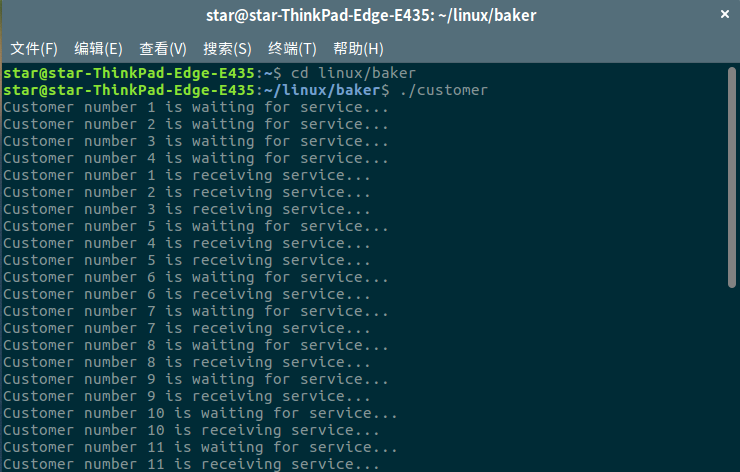 star@star-ThinkPad-Edge-E435: ~/linux/baker ×
文件(F) 编辑(E) 查看(V) 搜索(S) 终端(T) 帮助(H)
star@star-ThinkPad-Edge-E435:~$ cd linux/baker
star@star-ThinkPad-Edge-E435:~/linux/baker$ ./customer
Customer number 1 is waiting for service...
Customer number 2 is waiting for service...
Customer number 3 is waiting for service...
Customer number 4 is waiting for service...
Customer number 1 is receiving service...
Customer number 2 is receiving service...
Customer number 3 is receiving service...
Customer number 5 is waiting for service...
Customer number 4 is receiving service...
Customer number 5 is receiving service...
Customer number 6 is waiting for service...
Customer number 6 is receiving service...
Customer number 7 is waiting for service...
Customer number 7 is receiving service...
Customer number 8 is waiting for service...
Customer number 8 is receiving service...
Customer number 9 is waiting for service...
Customer number 9 is receiving service...
Customer number 10 is waiting for service...
Customer number 10 is receiving service...
Customer number 11 is waiting for service...
Customer number 11 is receiving service...